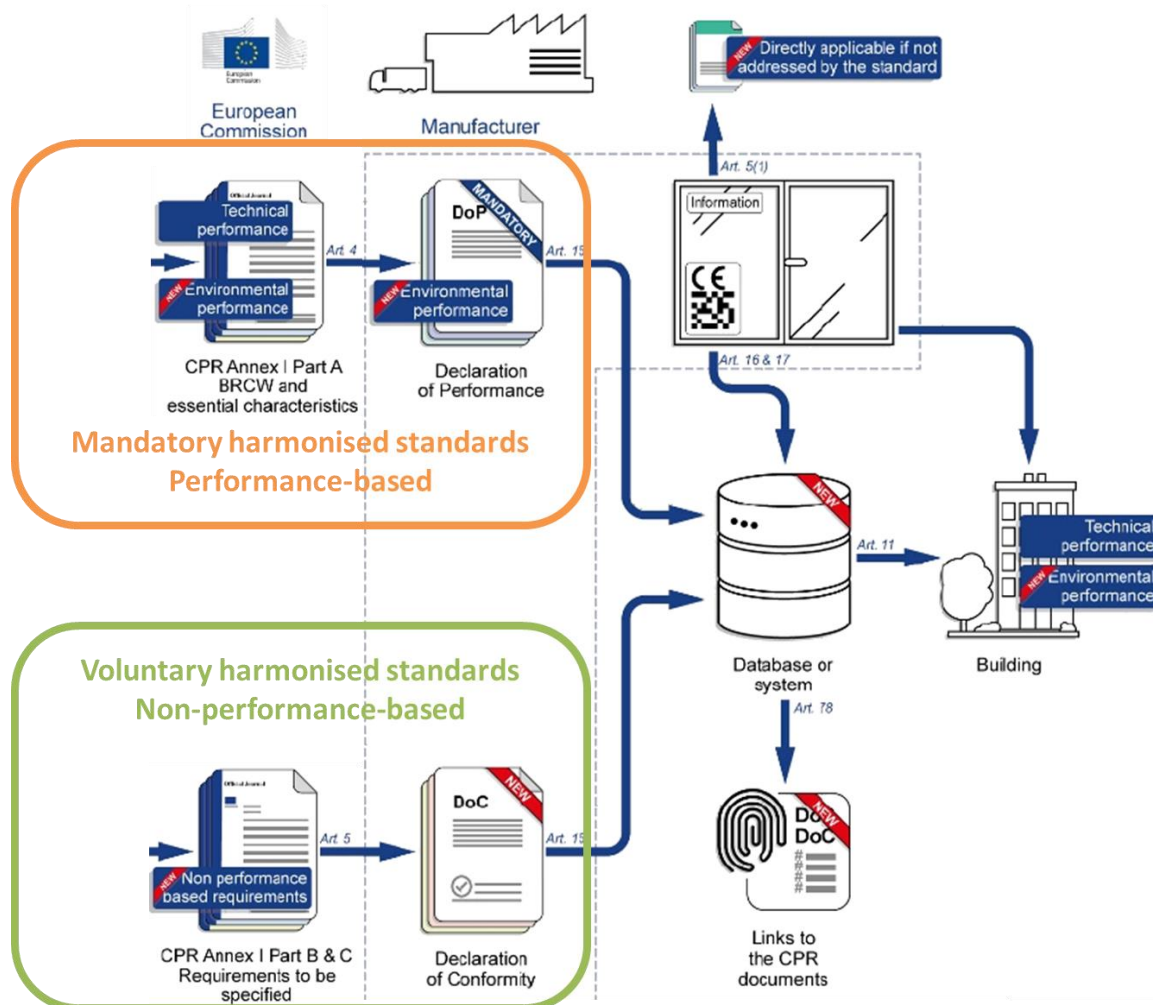 European
Commission
European
Commission
Manufacturer
NEW
Directly applicable if not
addressed by the standard
Art. 5(1)
Official Journal
Technical
performance
NEW
Environmental
performance
Art. 4
DoP
MANDATORY
NEW
Environmental
performance
Art. 15
Information
CE
Art. 16 & 17
CPR Annex I Part A
BRCW and
essential characteristics
Declaration
of Performance
Mandatory harmonised standards
Performance-based
NEW
Art. 11
Technical
performance
NEW
Environmental
performance
Database or
system
Building
Art. 78
Voluntary harmonised standards
Non-performance-based
Official Journal
NEW
Non performance
based requirements
Art. 5
DoC
NEW
Art. 15
NEW
DoC
#
#
#
#
CPR Annex I Part B & C
Requirements to be
specified
Declaration
of Conformity
Links to
the CPR
documents